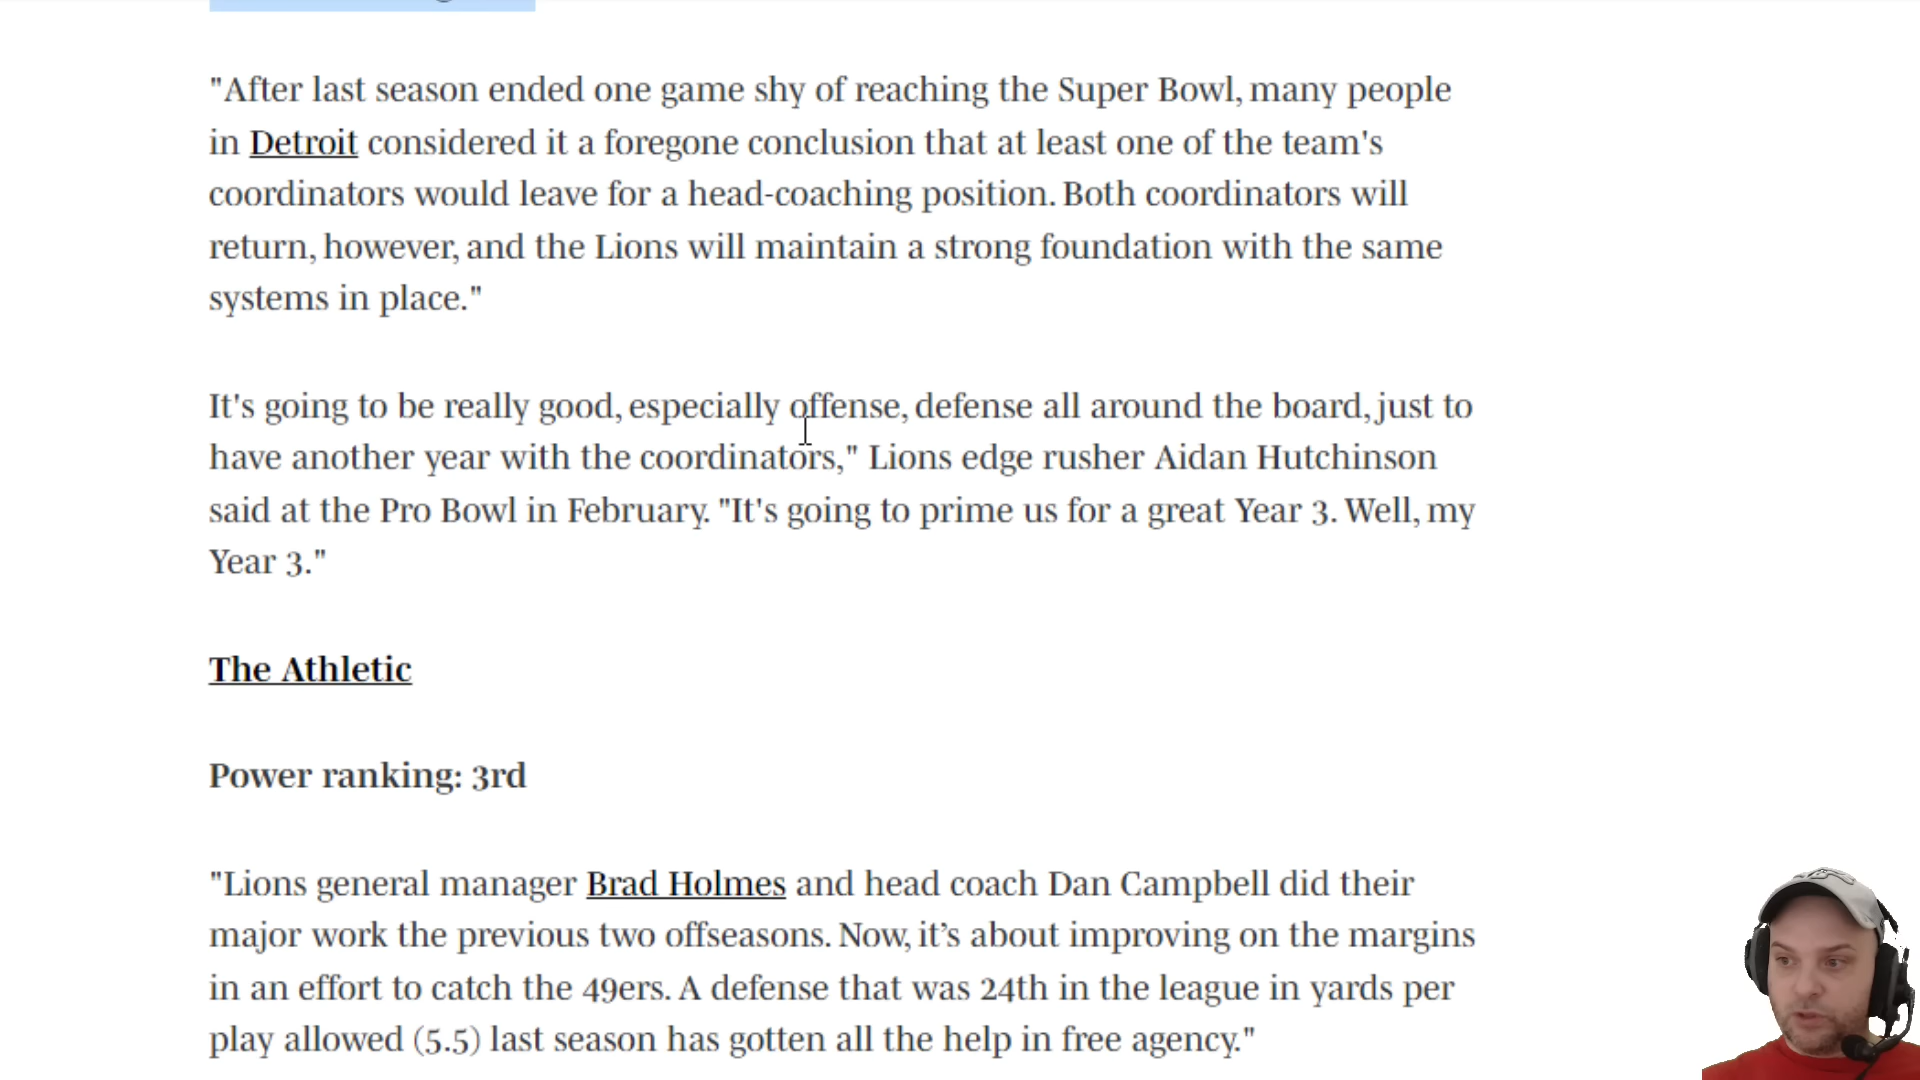 "After last season ended one game shy of reaching the Super Bowl, many people
in Detroit considered it a foregone conclusion that at least one of the team's
coordinators would leave for a head-coaching position. Both coordinators will
return, however, and the Lions will maintain a strong foundation with the same
systems in place."
It's going to be really good, especially offense, defense all around the board, just to
have another year with the coordinators," Lions edge rusher Aidan Hutchinson
said at the Pro Bowl in February. "It's going to prime us for a great Year 3. Well, my
Year 3."
The Athletic
Power ranking: 3rd
"Lions general manager Brad Holmes and head coach Dan Campbell did their
major work the previous two offseasons. Now, it’s about improving on the margins
in an effort to catch the 49ers. A defense that was 24th in the league in yards per
play allowed (5.5) last season has gotten all the help in free agency."